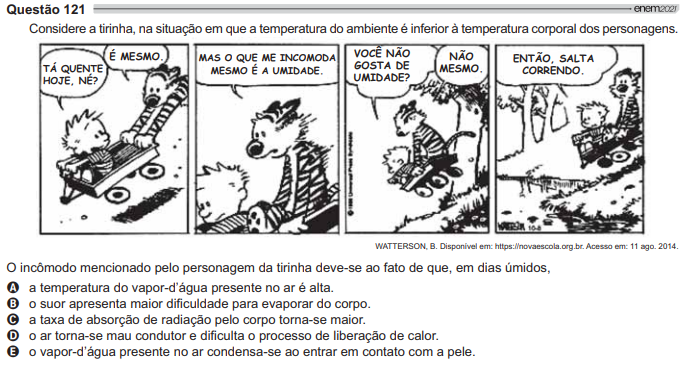 Questão 121
enem2021
Considere a tirinha, na situação em que a temperatura do ambiente é inferior à temperatura corporal dos personagens.
TÁ QUENTE
HOJE, NÉ?
É MESMO.
MAS O QUE ME INCOMODA
MESMO É A UMIDADE.
VOCÊ NÃO
GOSTA DE
UMIDADE?
NÃO
MESMO.
ENTÃO, SALTA
CORRENDO.
WATTERSON
WATTERSON, B. Disponível em: https://novaescola.org.br. Acesso em: 11 ago. 2014.
O incômodo mencionado pelo personagem da tirinha deve-se ao fato de que, em dias úmidos,
A a temperatura do vapor-d'água presente no ar é alta.
B o suor apresenta maior dificuldade para evaporar do corpo.
C a taxa de absorção de radiação pelo corpo torna-se maior.
D o ar torna-se mau condutor e dificulta o processo de liberação de calor.
E o vapor-d'água presente no ar condensa-se ao entrar em contato com a pele.